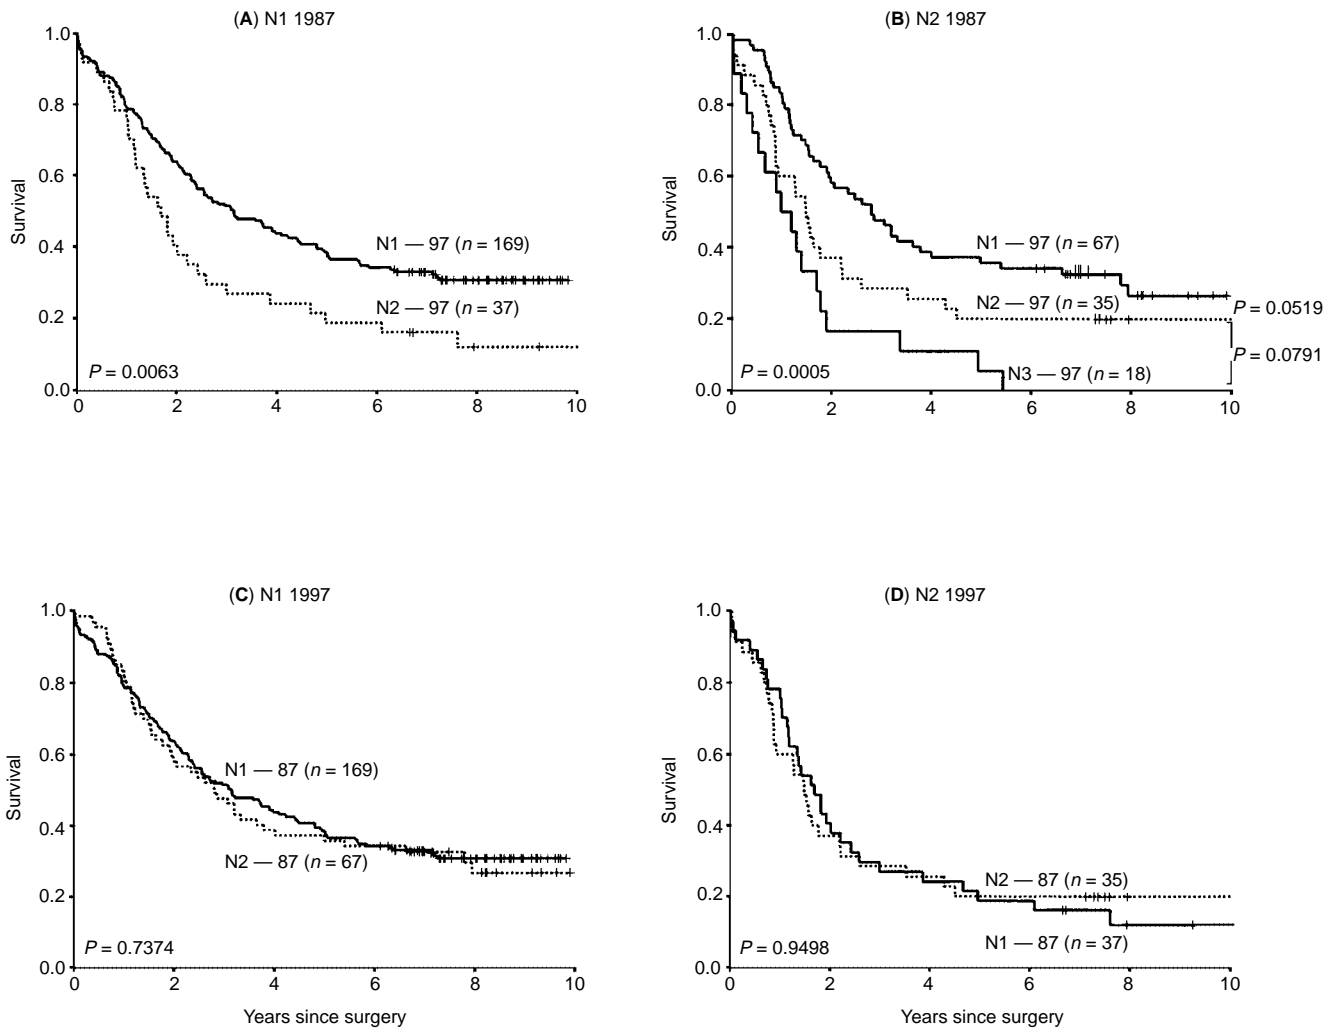 (A) N1 1987
1.0
0.8
0.6
0.4
0.2
0.0
Survival
N1 — 97 (n = 169)
N2 — 97 (n = 37)
P = 0.0063
0 2 4 6 8 10
(B) N2 1987
1.0
0.8
0.6
0.4
0.2
0.0
Survival
N1 — 97 (n = 67)
N2 — 97 (n = 35)
P = 0.0519
P = 0.0791
N3 — 97 (n = 18)
P = 0.0005
0 2 4 6 8 10
(C) N1 1997
1.0
0.8
0.6
0.4
0.2
0.0
Survival
N1 — 87 (n = 169)
N2 — 87 (n = 67)
P = 0.7374
0 2 4 6 8 10
Years since surgery
(D) N2 1997
1.0
0.8
0.6
0.4
0.2
0.0
Survival
N2 — 87 (n = 35)
N1 — 87 (n = 37)
P = 0.9498
0 2 4 6 8 10
Years since surgery